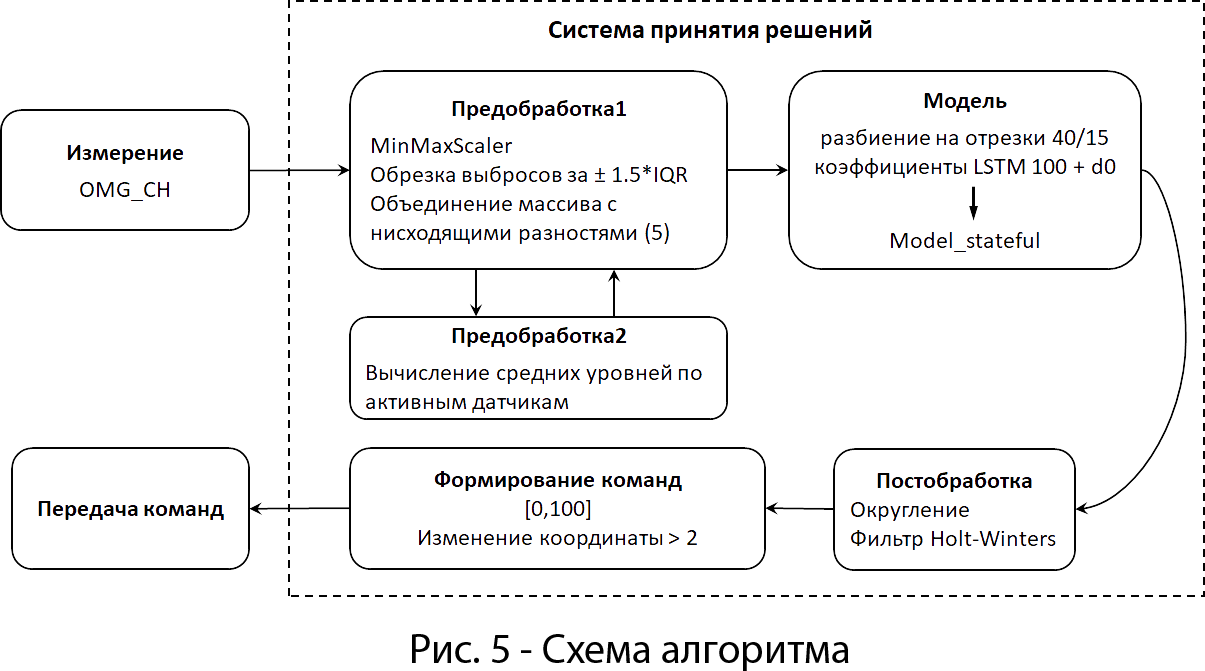 Система принятия решений
Измерение
OMG_CH
Предобработка1
MinMaxScaler
Обрезка выбросов за ± 1.5*IQR
Объединение массива с
нисходящими разностями (5)
Модель
разбиение на отрезки 40/15
коэффициенты LSTM 100 + d0
Model_stateful
Предобработка2
Вычисление средних уровней по
активным датчикам
Передача команд
Формирование команд
[0,100]
Изменение координаты > 2
Постобработка
Округление
Фильтр Holt-Winters
Рис. 5 - Схема алгоритма